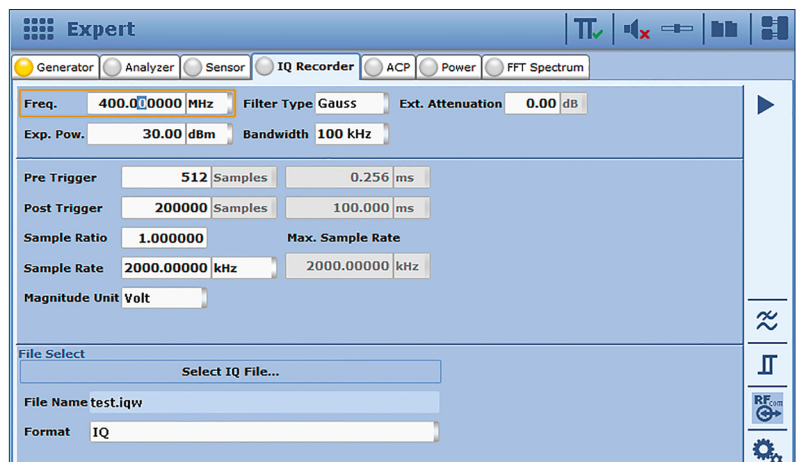 Expert
Generator Analyzer Sensor IQ Recorder ACP Power FFT Spectrum
Freq. 400.000000 MHz Filter Type Gauss Ext. Attenuation 0.00 dB
Exp. Pow. 30.00 dBm Bandwidth 100 kHz
Pre Trigger 512 Samples 0.256 ms
Post Trigger 200000 Samples 100.000 ms
Sample Ratio 1.000000 Max. Sample Rate
Sample Rate 2000.00000 kHz 2000.00000 kHz
Magnitude Unit Volt
File Select
Select IQ File...
File Name test.iqw
Format IQ
RFcom